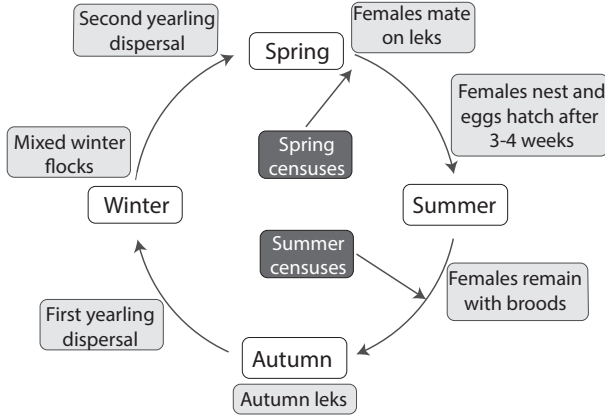 Second yearling
dispersal
Spring
Females mate
on leks
Females nest and
eggs hatch after
3-4 weeks
Spring
censuses
Mixed winter
flocks
Winter
Summer
Summer
censuses
Females remain
with broods
First yearling
dispersal
Autumn
Autumn leks